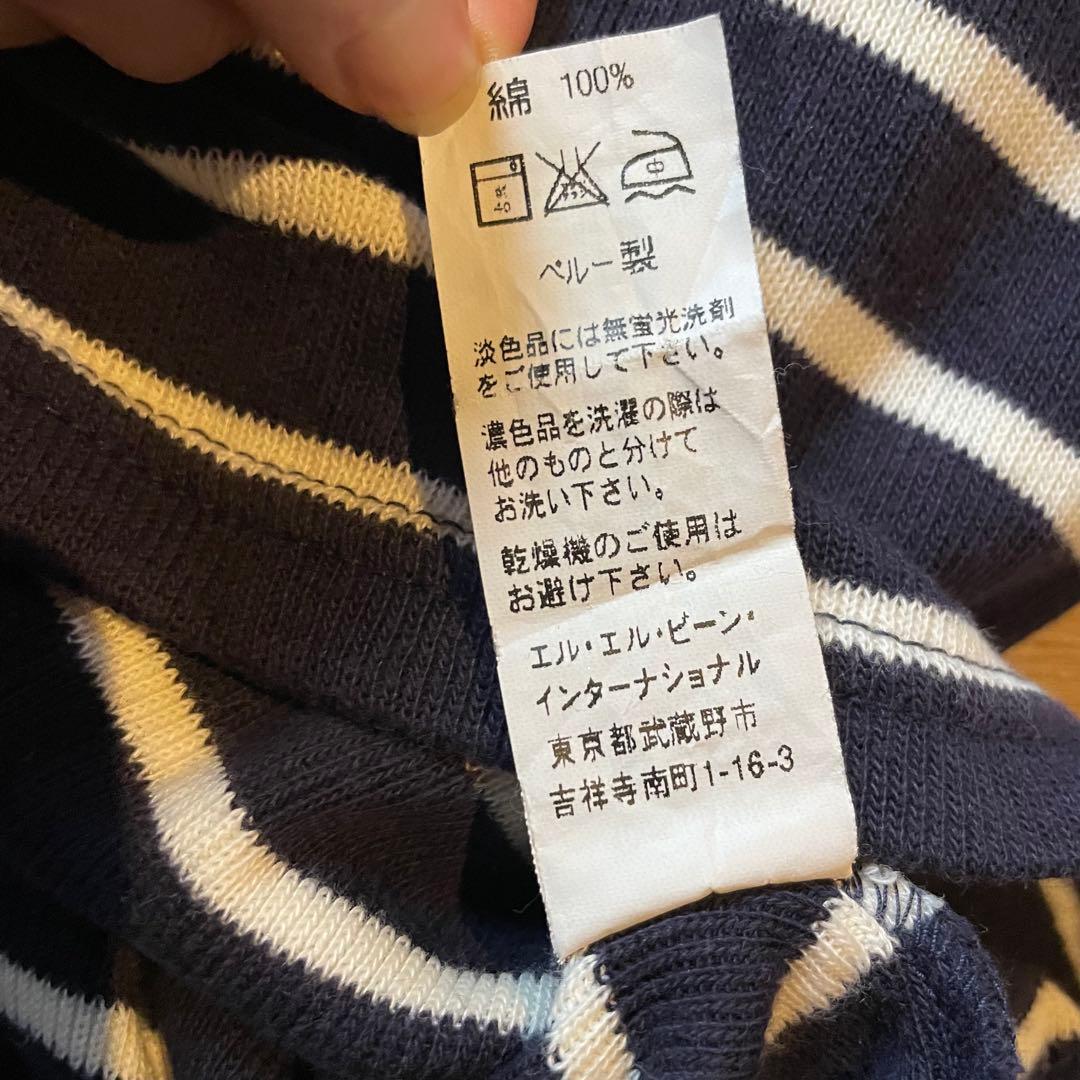 綿 100%
中
ペルー製
淡色品には無蛍光洗剤
をご使用して下さい。
濃色品を洗濯の際は
他のものと分けて
お洗い下さい。
乾燥機のご使用は
お避け下さい。
エル・エル・ビーン・
インターナショナル
東京都武蔵野市
吉祥寺南町1-16-3